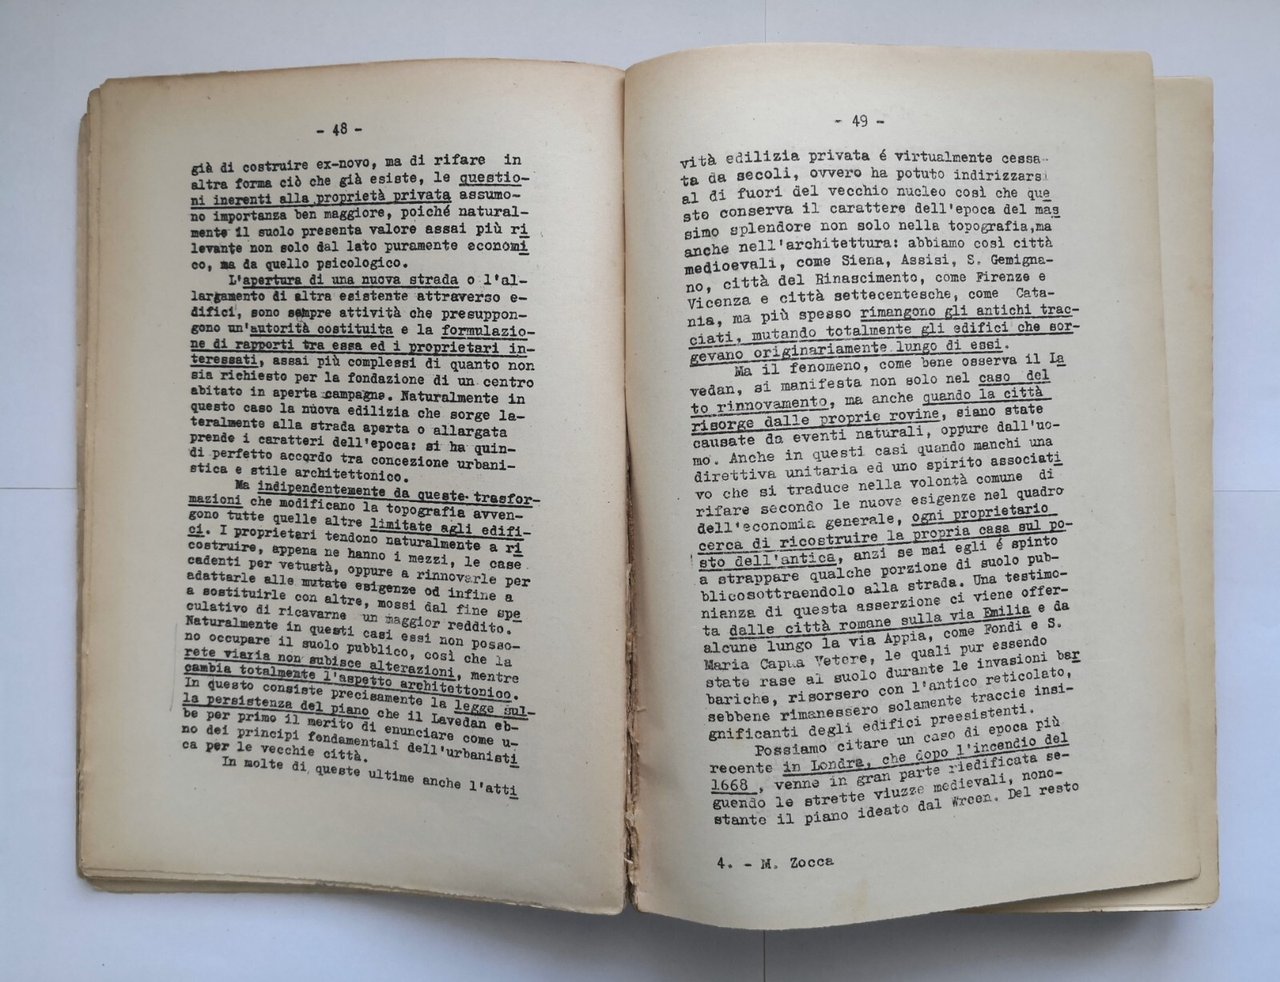 - 48 -
già di costruire ex-novo, ma di rifare in
altra forma ciò che già esiste, le questio-
ni inerenti alla proprietà privata assumo-
no importanza ben maggiore, poiché natural-
mente il suolo presenta valore assai più ri
levante non solo dal lato puramente economi
co, ma da quello psicologico.
L'apertura di una nuova strada o l'al-
largamento di altra esistente attraverso e-
difici, sono sempre attività che presuppon-
gono un'autorità costituita e la formulazio-
ne di rapporti tra essa ed i proprietari in-
teressati, assai più complessi di quanto non
sia richiesto per la fondazione di un centro
abitato in aperta campagna. Naturalmente in
questo caso la nuova edilizia che sorge la-
teralmente alla strada aperta o allargata
prende i caratteri dell'epoca: si ha quin-
di perfetto accordo tra concezione urbani-
stica e stile architettonico.
Ma indipendentemente da queste trasfor-
mazioni che modificano la topografia avven-
gono tutte quelle altre limitate agli edifi-
ci. I proprietari tendono naturalmente a ri
costruire, appena ne hanno i mezzi, le case
cadenti per vetustà, oppure a rinnovarle per
adattarle alle mutate esigenze od infine a
a sostituirle con altre, mossi dal fine spe
culativo di ricavarne un maggior reddito.
Naturalmente in questi casi essi non posso-
no occupare il suolo pubblico, così che la
rete viaria non subisce alterazioni, mentre
cambia totalmente l'aspetto architettonico.
In questo consiste precisamente la legge sul-
la persistenza del piano che il Lavedan eb-
be per primo il merito di enunciare come u-
no dei principi fondamentali dell'urbanisti
ca per le vecchie città.
In molte di queste ultime anche l'atti
- 49 -
vità edilizia privata é virtualmente cessa-
ta da secoli, ovvero ha potuto indirizzarsi
al di fuori del vecchio nucleo così che que
sto conserva il carattere dell'epoca del mas
simo splendore non solo nella topografia,ma
anche nell'architettura: abbiamo così città
medioevali, come Siena, Assisi, S. Gemigna-
no, città del Rinascimento, come Firenze e
Vicenza e città settecentesche, come Cata-
nia, ma più spesso rimangono gli antichi trac-
ciati, mutando totalmente gli edifici che sor-
gevano originariamente lungo di essi.
Ma il fenomeno, come bene osserva il La
vedan, si manifesta non solo nel caso del
to rinnovamento, ma anche quando la città
risorge dalle proprie rovine, siano state
causate da eventi naturali, oppure dall'uo-
mo. Anche in questi casi quando manchi una
direttiva unitaria ed uno spirito associati
vo che si traduce nella volontà comune di
rifare secondo le nuove esigenze nel quadro
dell'economia generale, ogni proprietario
cerca di ricostruire la propria casa sul po-
sto dell'antica, anzi se mai egli é spinto
a strappare qualche porzione di suolo pub-
blicosottraendolo alla strada. Una testimo-
nianza di questa asserzione ci viene offer-
ta dalle città romane sulla via Emilia e da
alcune lungo la via Appia, come Fondi e S.
Maria Capua Vetere, le quali pur essendo
state rase al suolo durante le invasioni bar
bariche, risorsero con l'antico reticolato,
sebbene rimanessero solamente traccie insi-
gnificanti degli edifici preesistenti.
Possiamo citare un caso di epoca più
recente in Londra, che dopo l'incendio del
1668, venne in gran parte riedificata se-
guendo le strette viuzze medievali, nono-
stante il piano ideato dal Wreen. Del resto
4. - M. Zocca